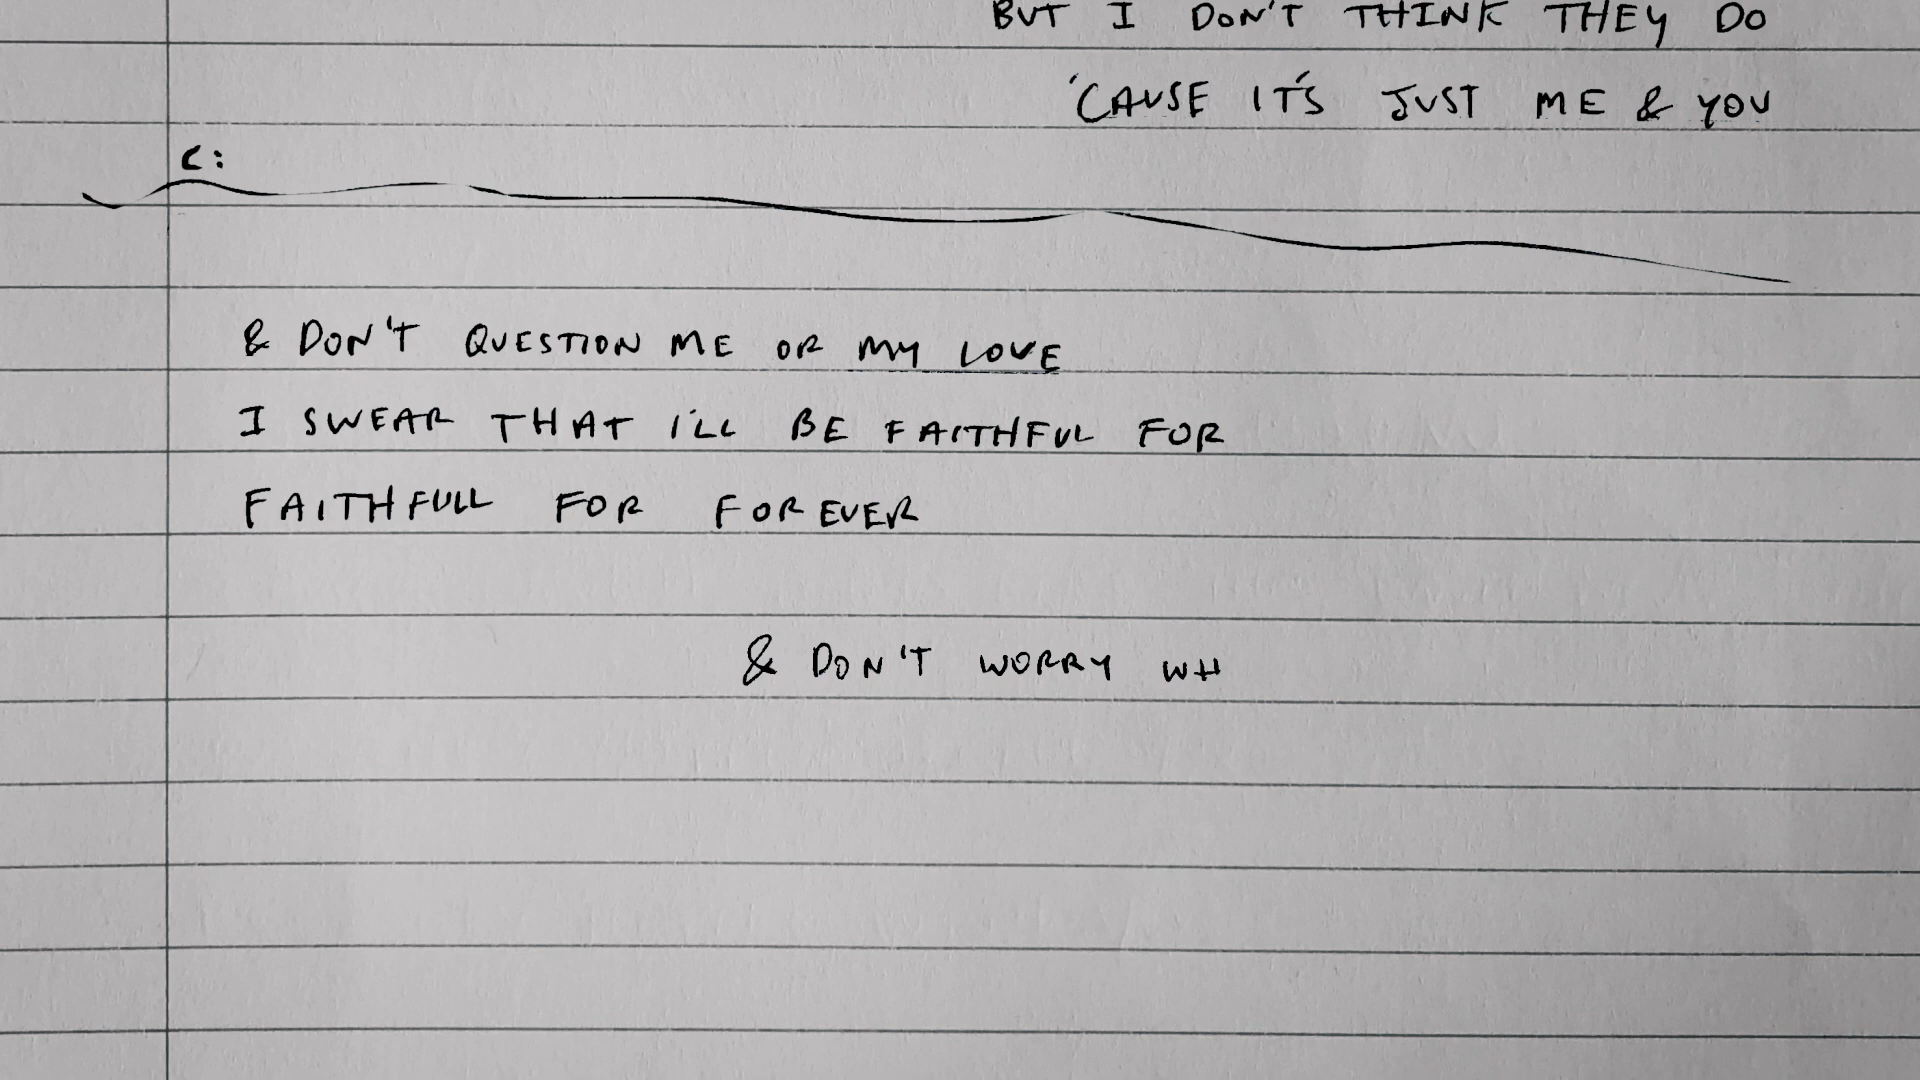 BUT I DON'T THINK THEY DO
'CAUSE IT'S JUST ME & YOU
C:
& DON'T QUESTION ME OR MY LOVE
I SWEAR THAT I'LL BE FAITHFUL FOR
FAITHFULL FOR FOREVER
& DON'T WORRY WH